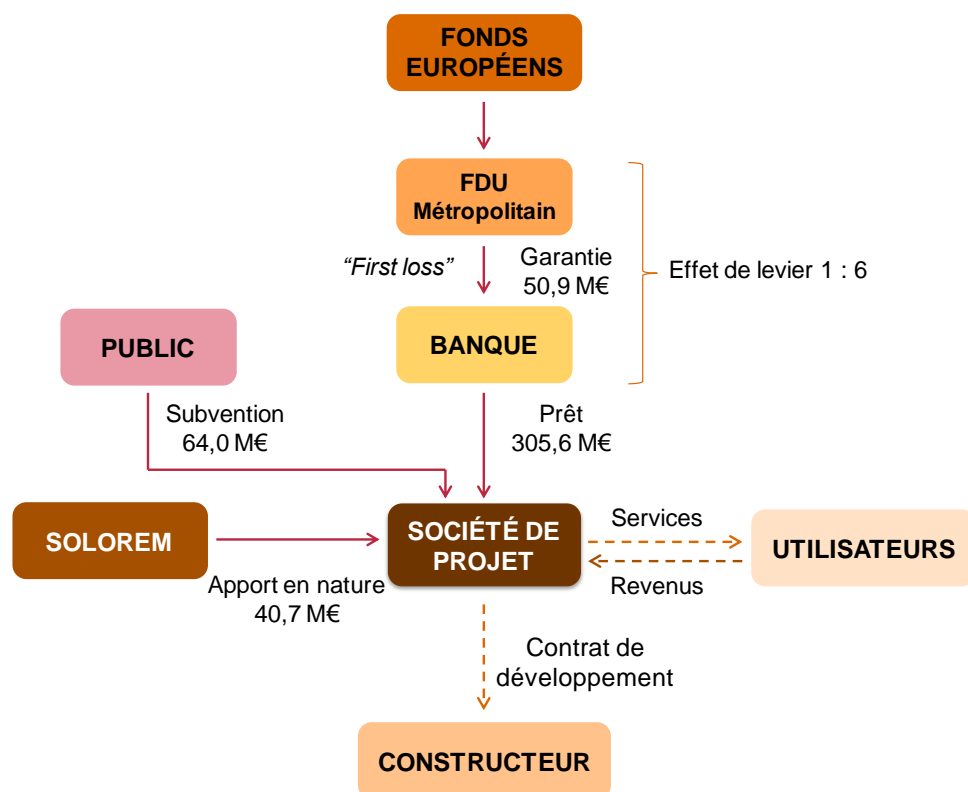 FONDS
EUROPÉENS
FDU
Métropolitain
“First loss”
Garantie
50,9 M€
Effet de levier 1 : 6
PUBLIC
BANQUE
Subvention
64,0 M€
Prêt
305,6 M€
SOLOREM
Apport en nature
40,7 M€
SOCIÉTÉ DE
PROJET
Services
Revenus
UTILISATEURS
Contrat de
développement
CONSTRUCTEUR